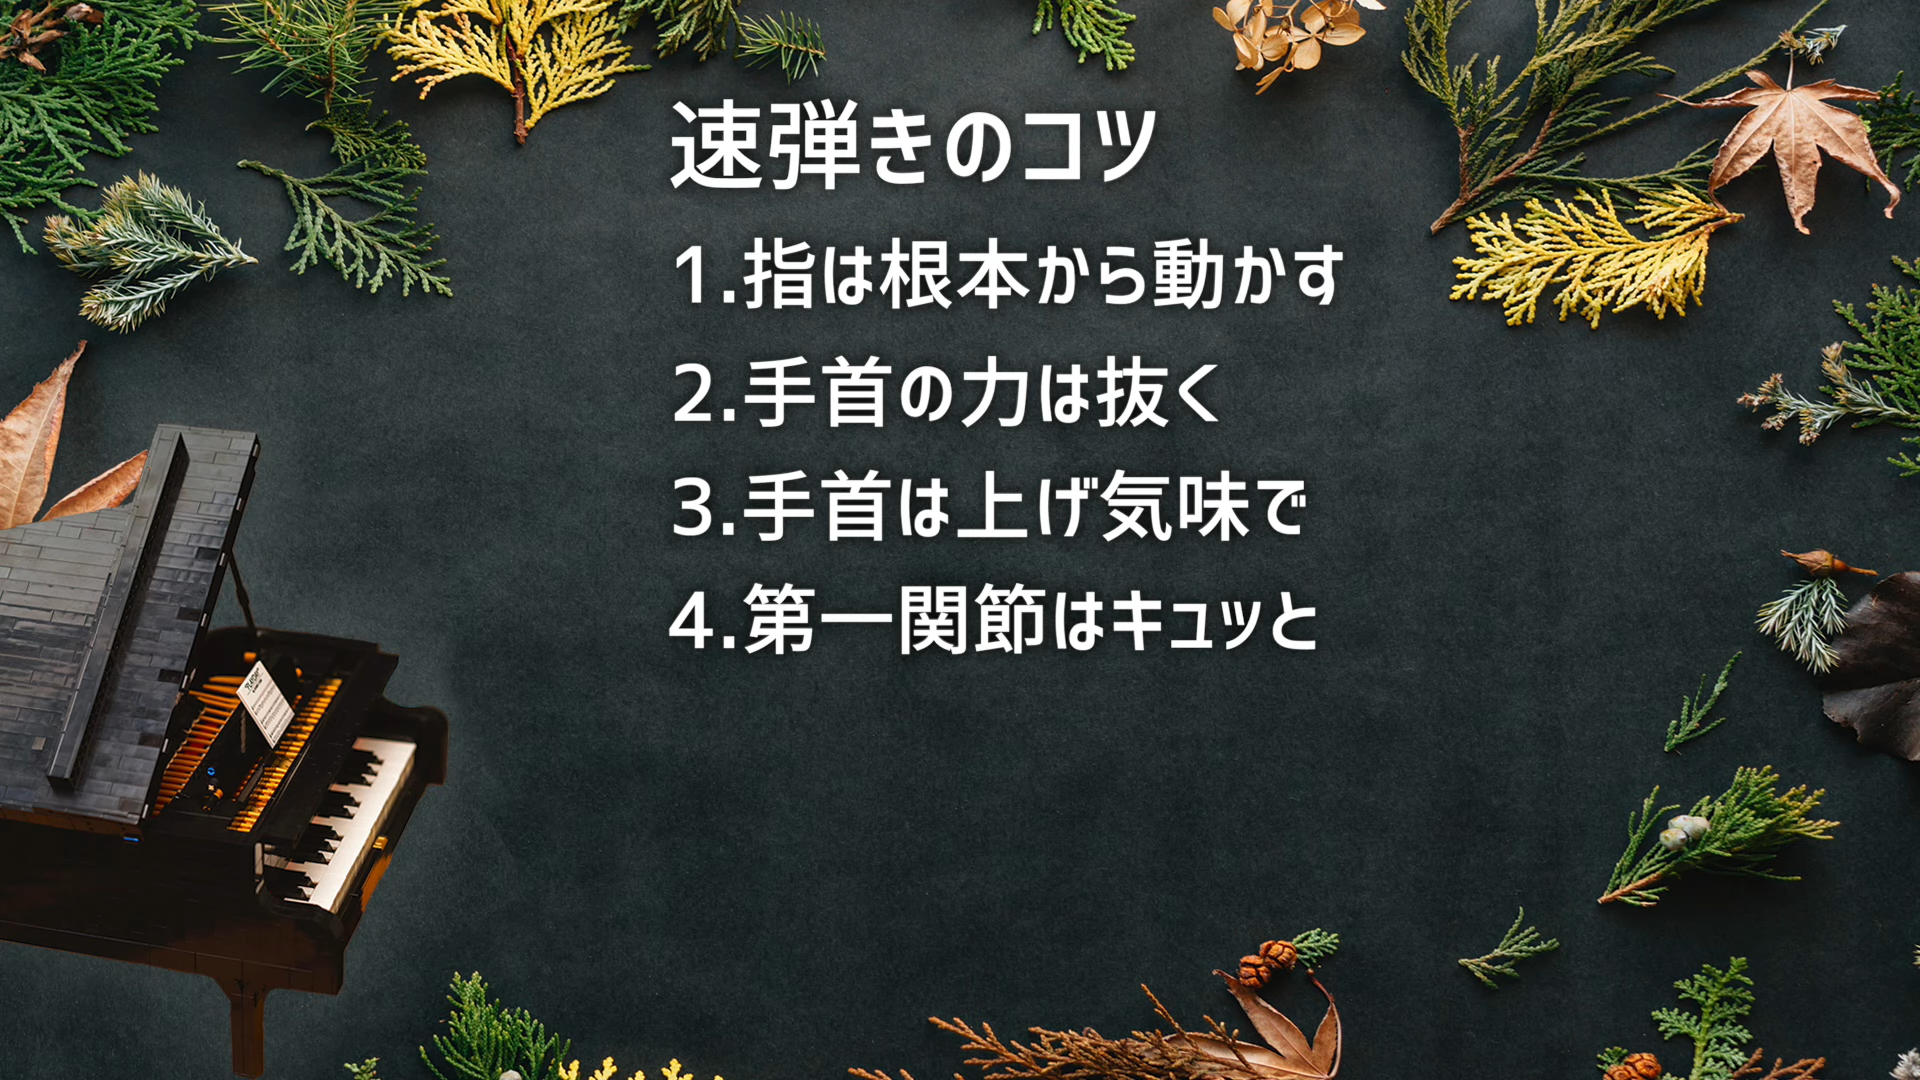 速弾きのコツ
1.指は根本から動かす
2.手首の力は抜く
3.手首は上げ気味で
4.第一関節はキュッと